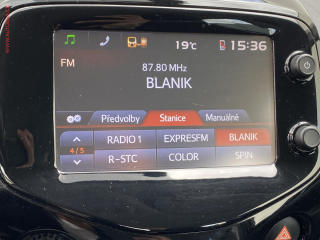 19°c 15:36
FM
87.80 MHz
BLANIK
Předvolby Stanice Manuálné
RADIO 1 EXPRESFM BLANIK
4/5
R-STC COLOR SPIN